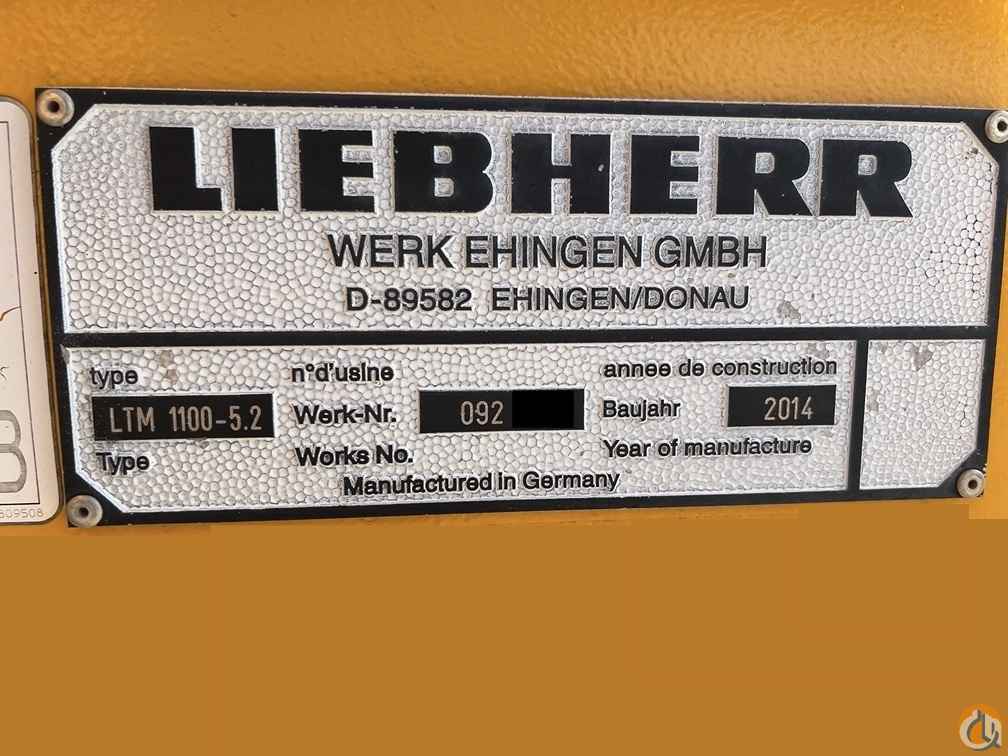 LIEBHERR
WERK EHINGEN GMBH
D-89582 EHINGEN/DONAU
type n°d'usine annee de construction
LTM 1100-5.2 Werk-Nr. 092 Baujahr 2014
Type Works No. Year of manufacture
Manufactured in Germany
809508